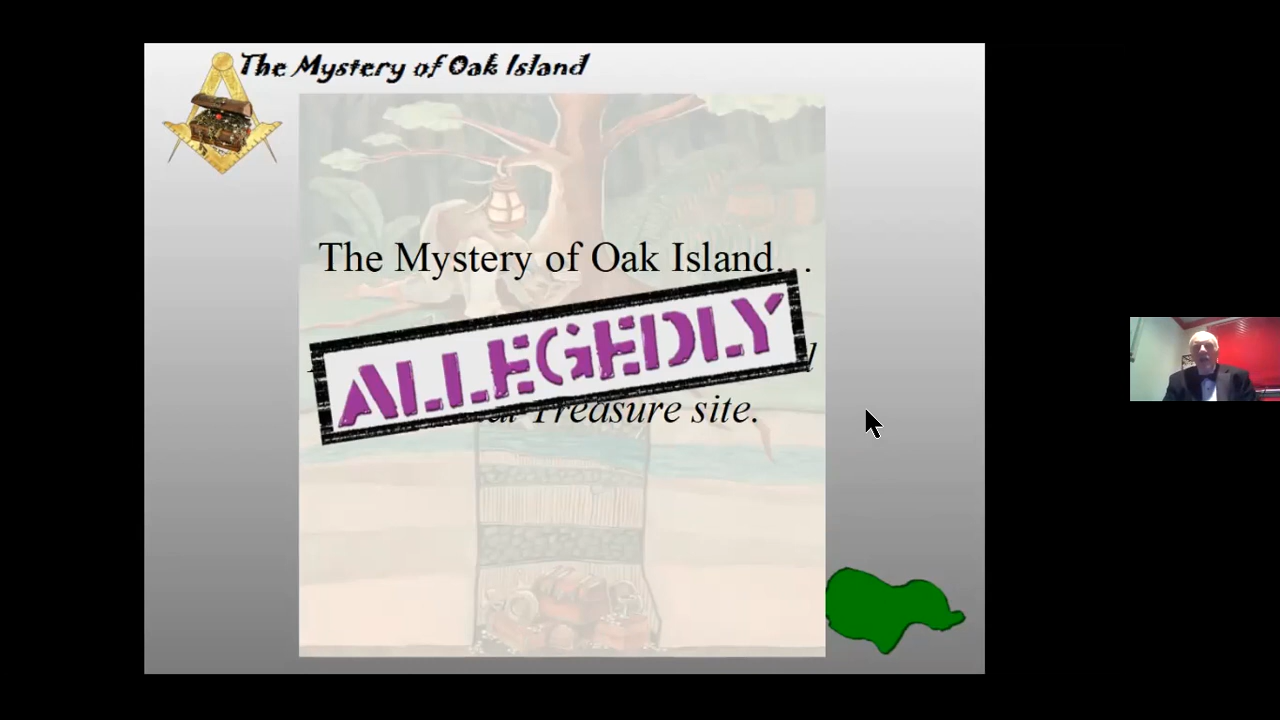 The Mystery of Oak Island
The Mystery of Oak Island. . .
ALLEGEDLY
Treasure site.